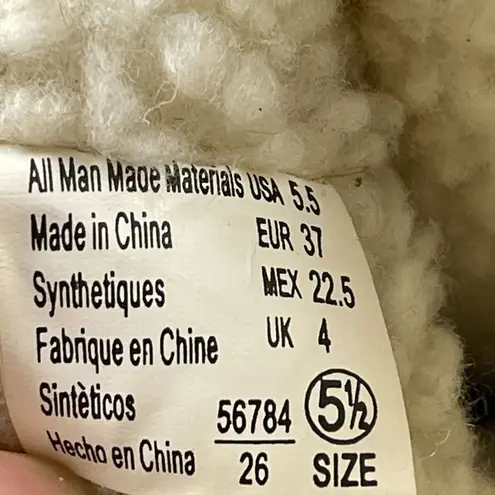 All Man Made Materials USA 5.5
Made in China EUR 37
Synthetiques MEX 22.5
Fabrique en Chine UK 4
Sintèticos 56784 5½
Hecho en China 26 SIZE